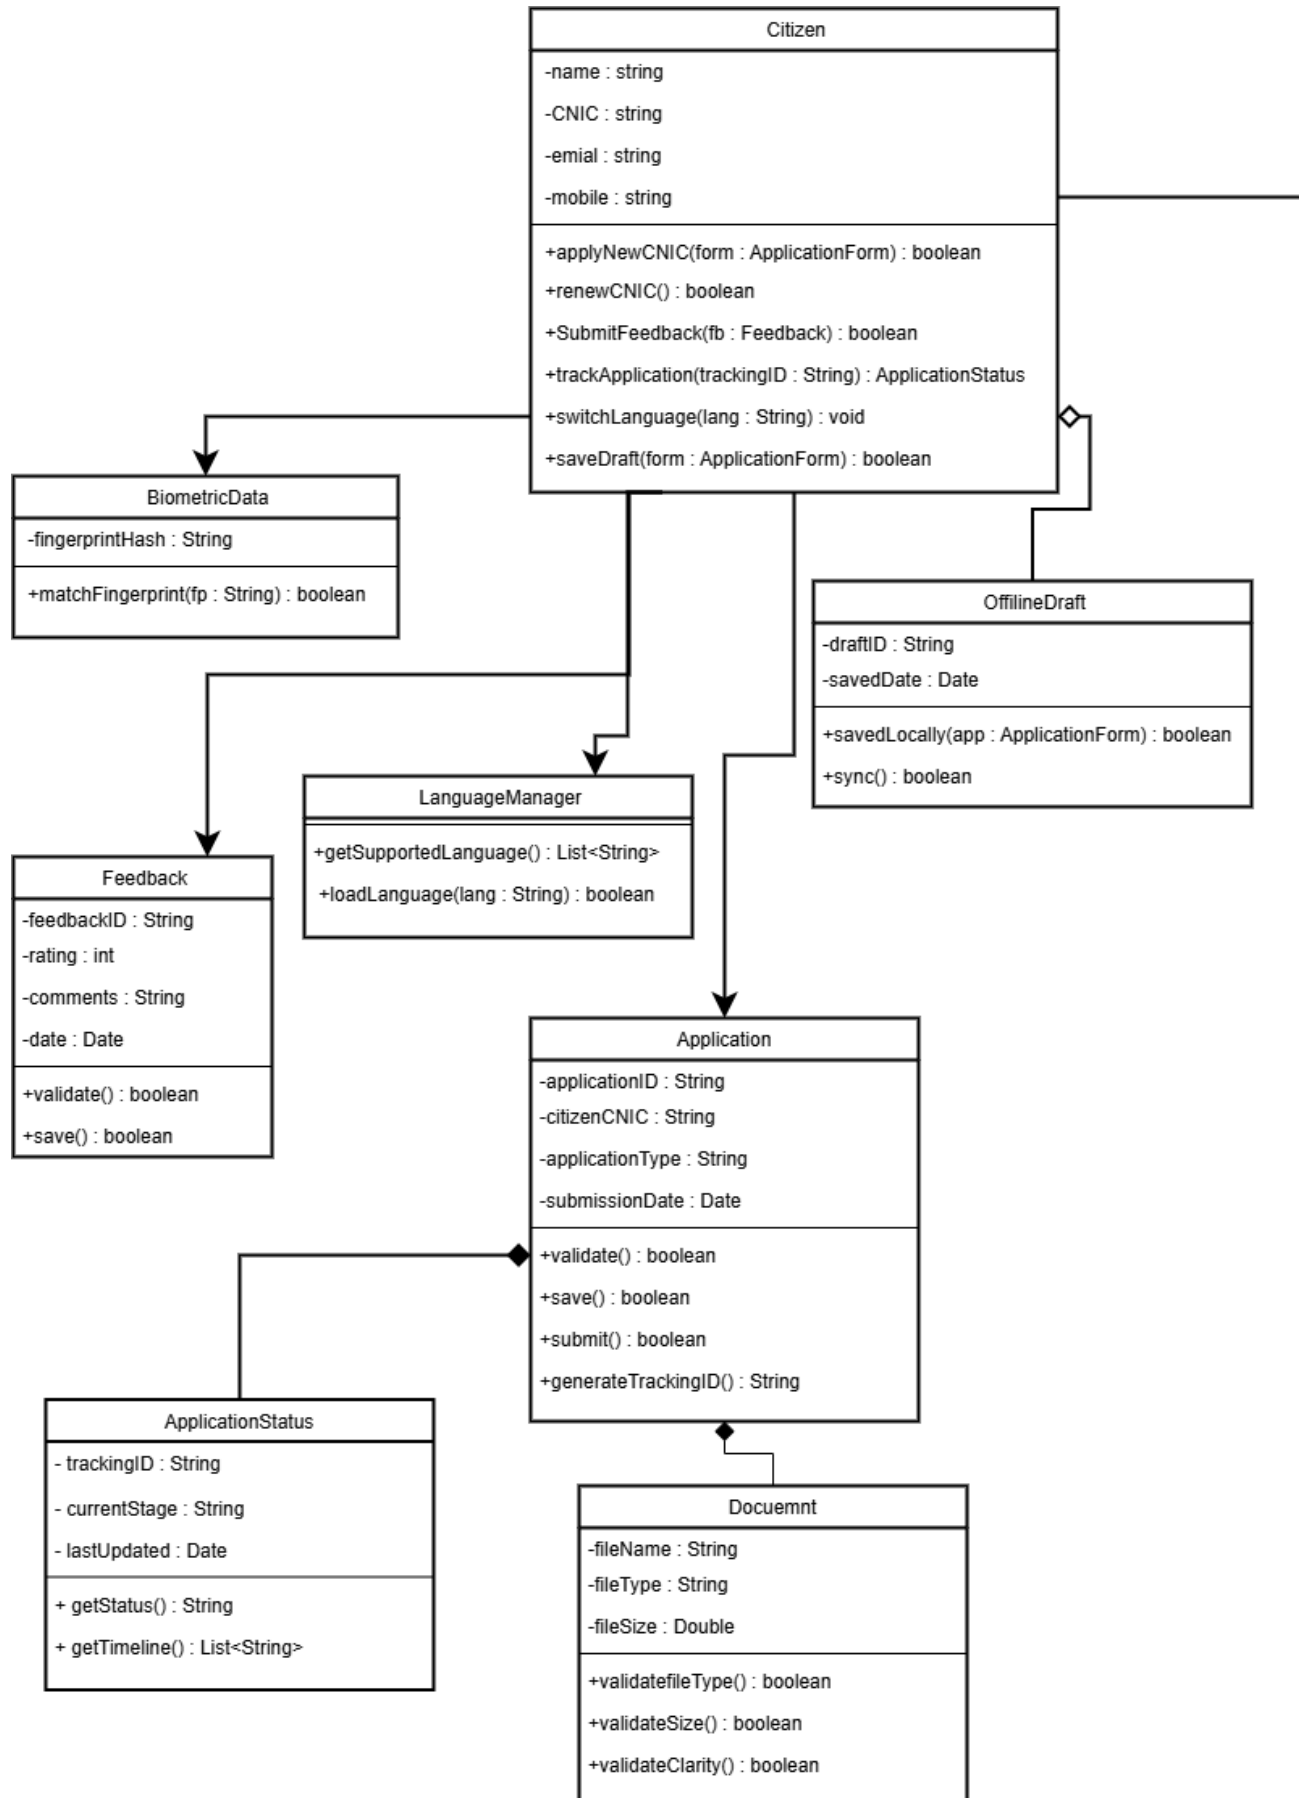 Citizen
-name : string
-CNIC : string
-emial : string
-mobile : string
+applyNewCNIC(form : ApplicationForm) : boolean
+renewCNIC() : boolean
+SubmitFeedback(fb : Feedback) : boolean
+trackApplication(trackingID : String) : ApplicationStatus
+switchLanguage(lang : String) : void
+saveDraft(form : ApplicationForm) : boolean
BiometricData
-fingerprintHash : String
+matchFingerprint(fp : String) : boolean
OffilineDraft
-draftID : String
-savedDate : Date
+savedLocally(app : ApplicationForm) : boolean
+sync() : boolean
LanguageManager
+getSupportedLanguage() : List<String>
+loadLanguage(lang : String) : boolean
Feedback
-feedbackID : String
-rating : int
-comments : String
-date : Date
+validate() : boolean
+save() : boolean
Application
-applicationID : String
-citizenCNIC : String
-applicationType : String
-submissionDate : Date
+validate() : boolean
+save() : boolean
+submit() : boolean
+generateTrackingID() : String
ApplicationStatus
- trackingID : String
- currentStage : String
- lastUpdated : Date
+ getStatus() : String
+ getTimeline() : List<String>
Docuemnt
-fileName : String
-fileType : String
-fileSize : Double
+validatefileType() : boolean
+validateSize() : boolean
+validateClarity() : boolean